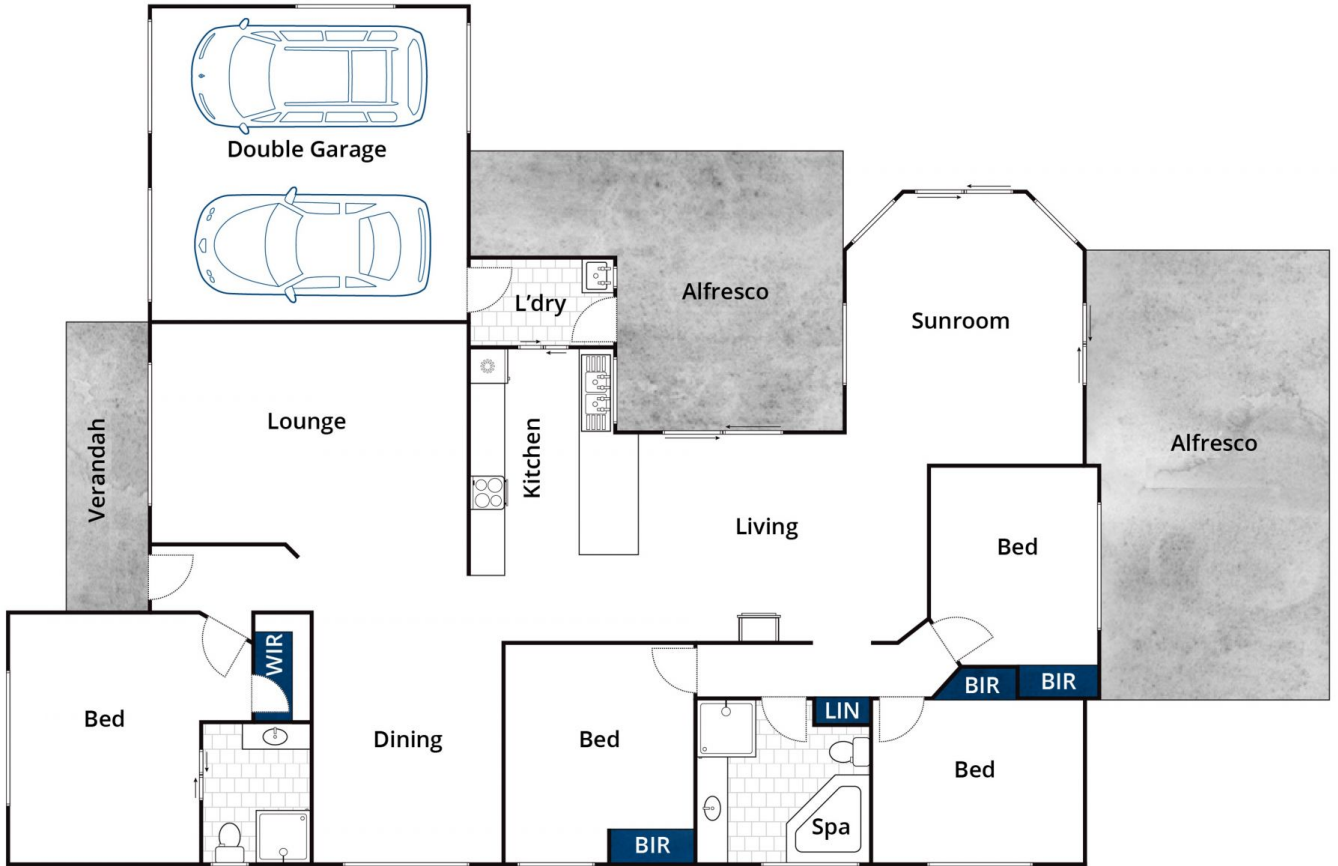 Double Garage
L'dry
Alfresco
Sunroom
Lounge
Verandah
Kitchen
Alfresco
Living
Bed
WIR
BIR
BIR
LIN
Bed
Dining
Bed
Bed
Spa
BIR